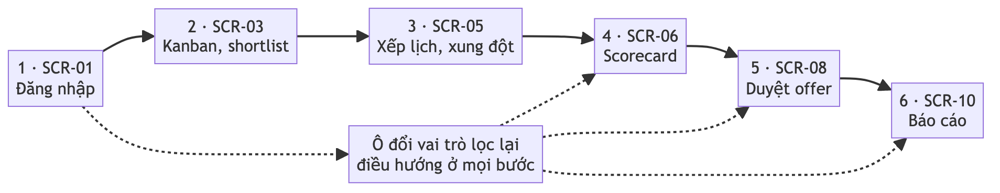 1 · SCR-01
Đăng nhập
2 · SCR-03
Kanban, shortlist
3 · SCR-05
Xếp lịch, xung đột
4 · SCR-06
Scorecard
5 · SCR-08
Duyệt offer
6 · SCR-10
Báo cáo
Ô đổi vai trò lọc lại
điều hướng ở mọi bước